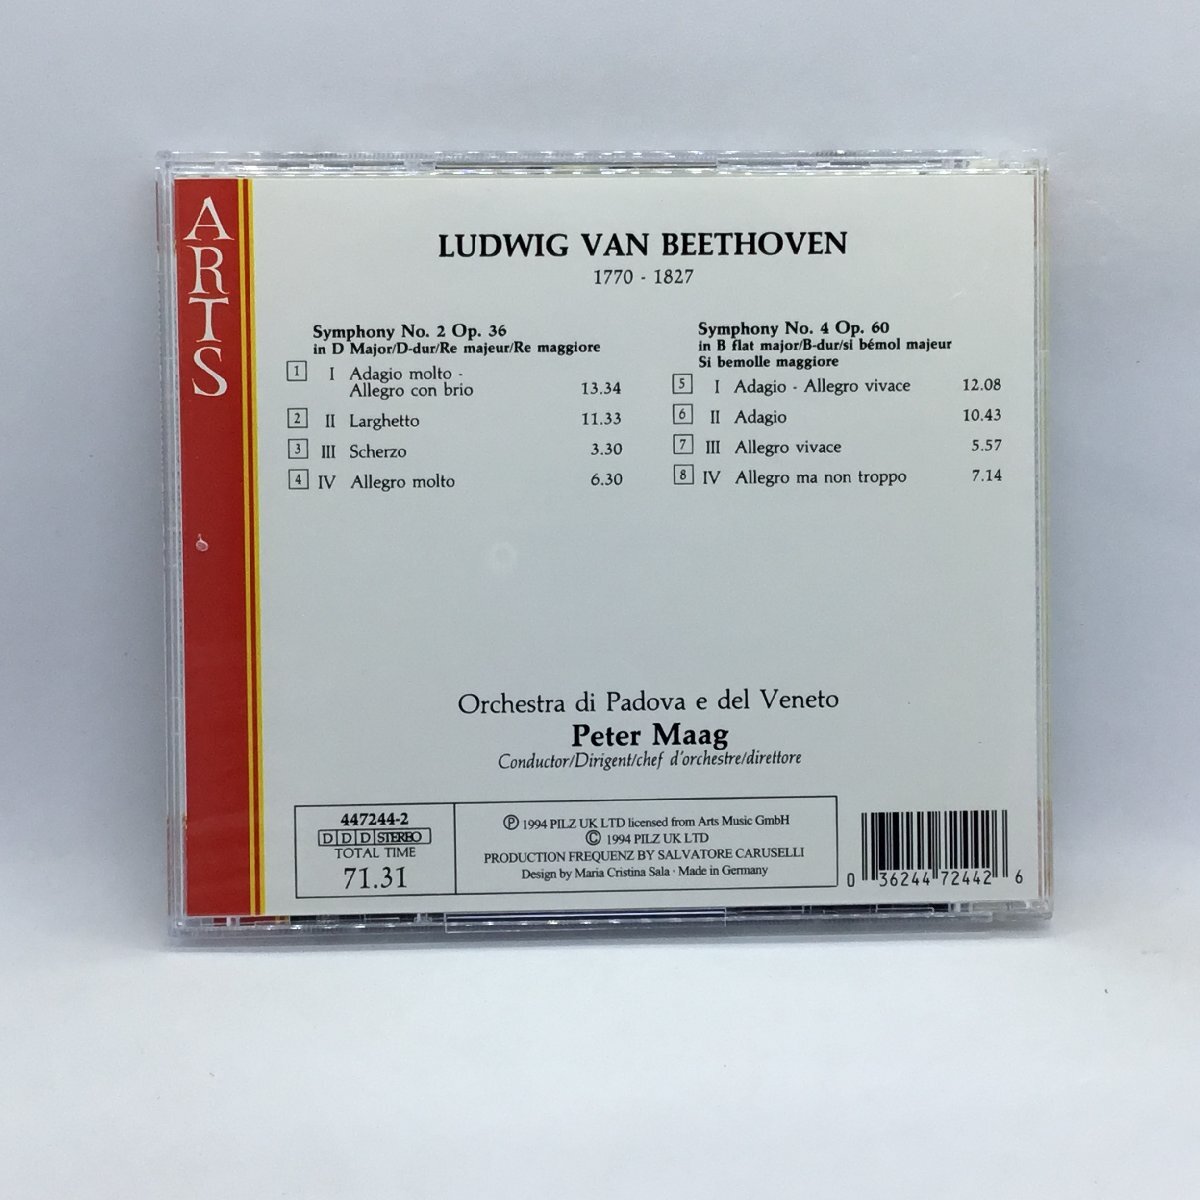 ARTS
LUDWIG VAN BEETHOVEN
1770 - 1827
Symphony No. 2 Op. 36
in D Major/D-dur/Re majeur/Re maggiore
1 I Adagio molto -
Allegro con brio 13.34
2 II Larghetto 11.33
3 III Scherzo 3.30
4 IV Allegro molto 6.30
Symphony No. 4 Op. 60
in B flat major/B-dur/si bémol majeur
Si bemolle maggiore
5 I Adagio - Allegro vivace 12.08
6 II Adagio 10.43
7 III Allegro vivace 5.57
8 IV Allegro ma non troppo 7.14
Orchestra di Padova e del Veneto
Peter Maag
Conductor/Dirigent/chef d'orchestre/direttore
447244-2
DDD STEREO
TOTAL TIME
71.31
Ⓟ 1994 PILZ UK LTD licensed from Arts Music GmbH
© 1994 PILZ UK LTD
PRODUCTION FREQUENZ BY SALVATORE CARUSELLI
Design by Maria Cristina Sala · Made in Germany
0 36244 72442 6